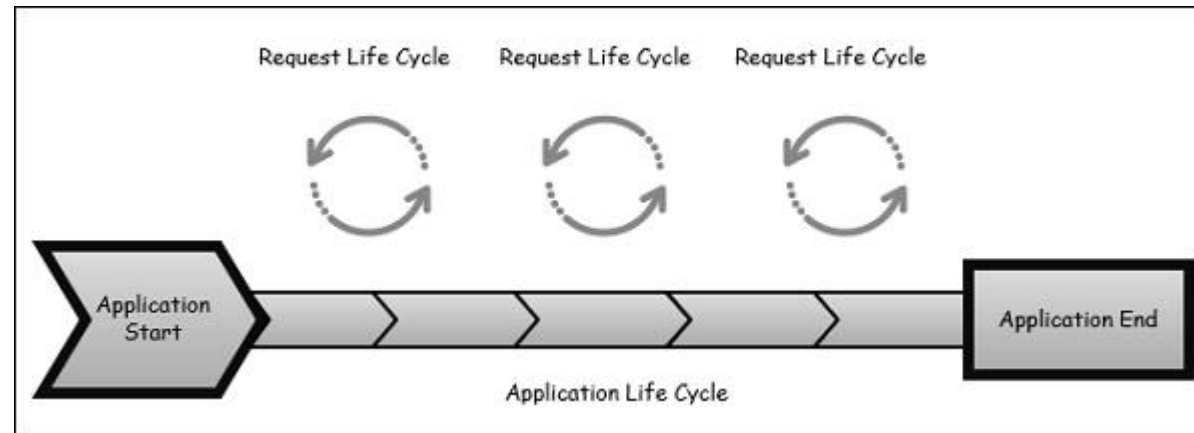 Request Life Cycle
Request Life Cycle
Request Life Cycle
Application
Start
Application End
Application Life Cycle